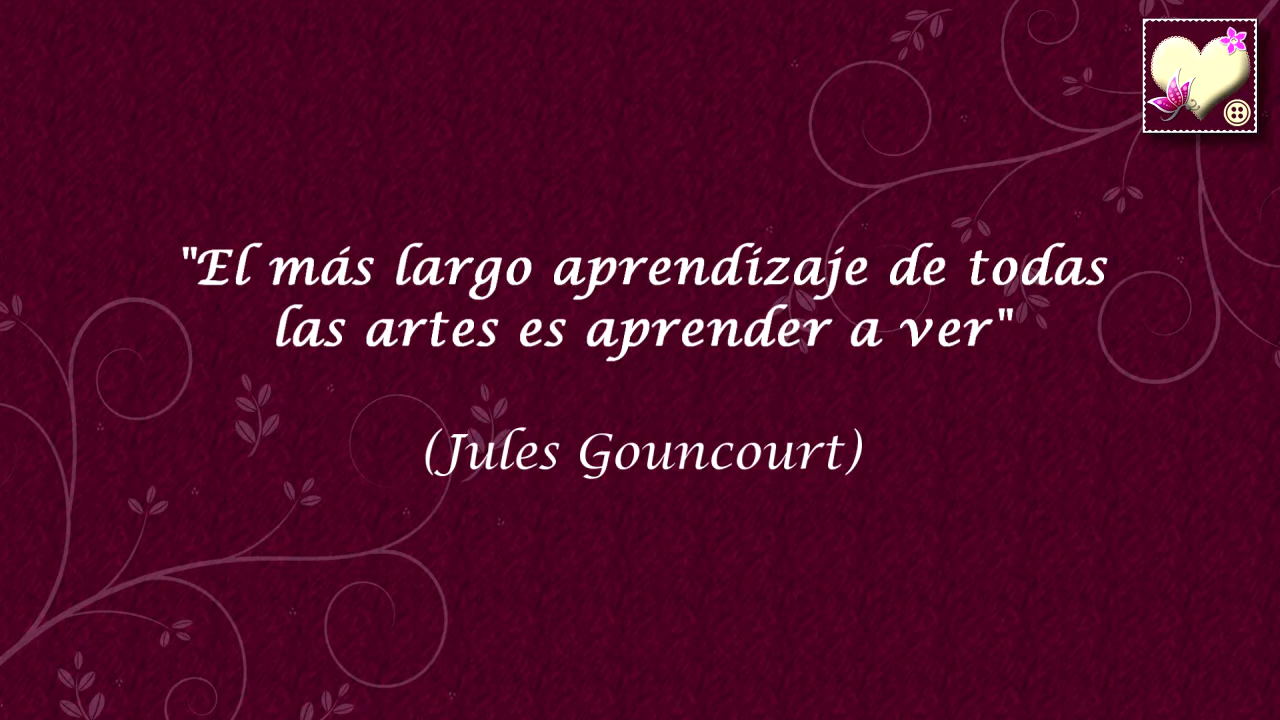 "El más largo aprendizaje de todas
las artes es aprender a ver"
(Jules Gouncourt)